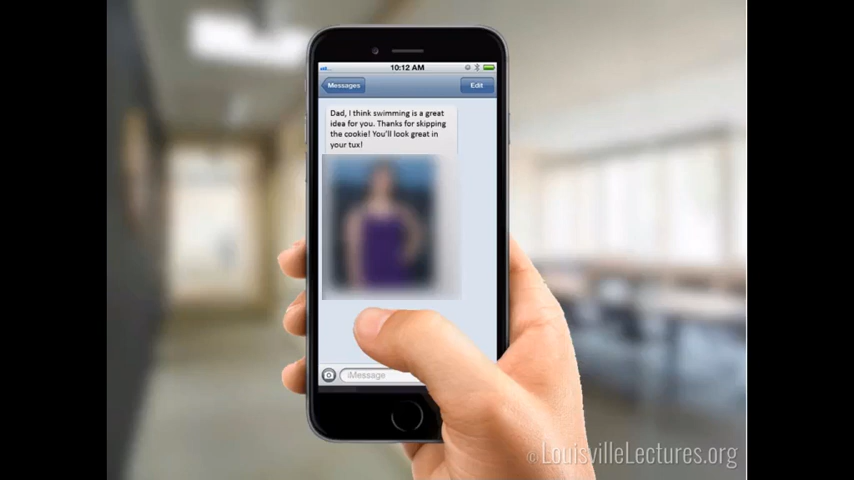 10:12 AM
Messages
Edit
Dad, I think swimming is a great
idea for you. Thanks for skipping
the cookie! You'll look great in
your tux!
iMessage
© LouisvilleLectures.org